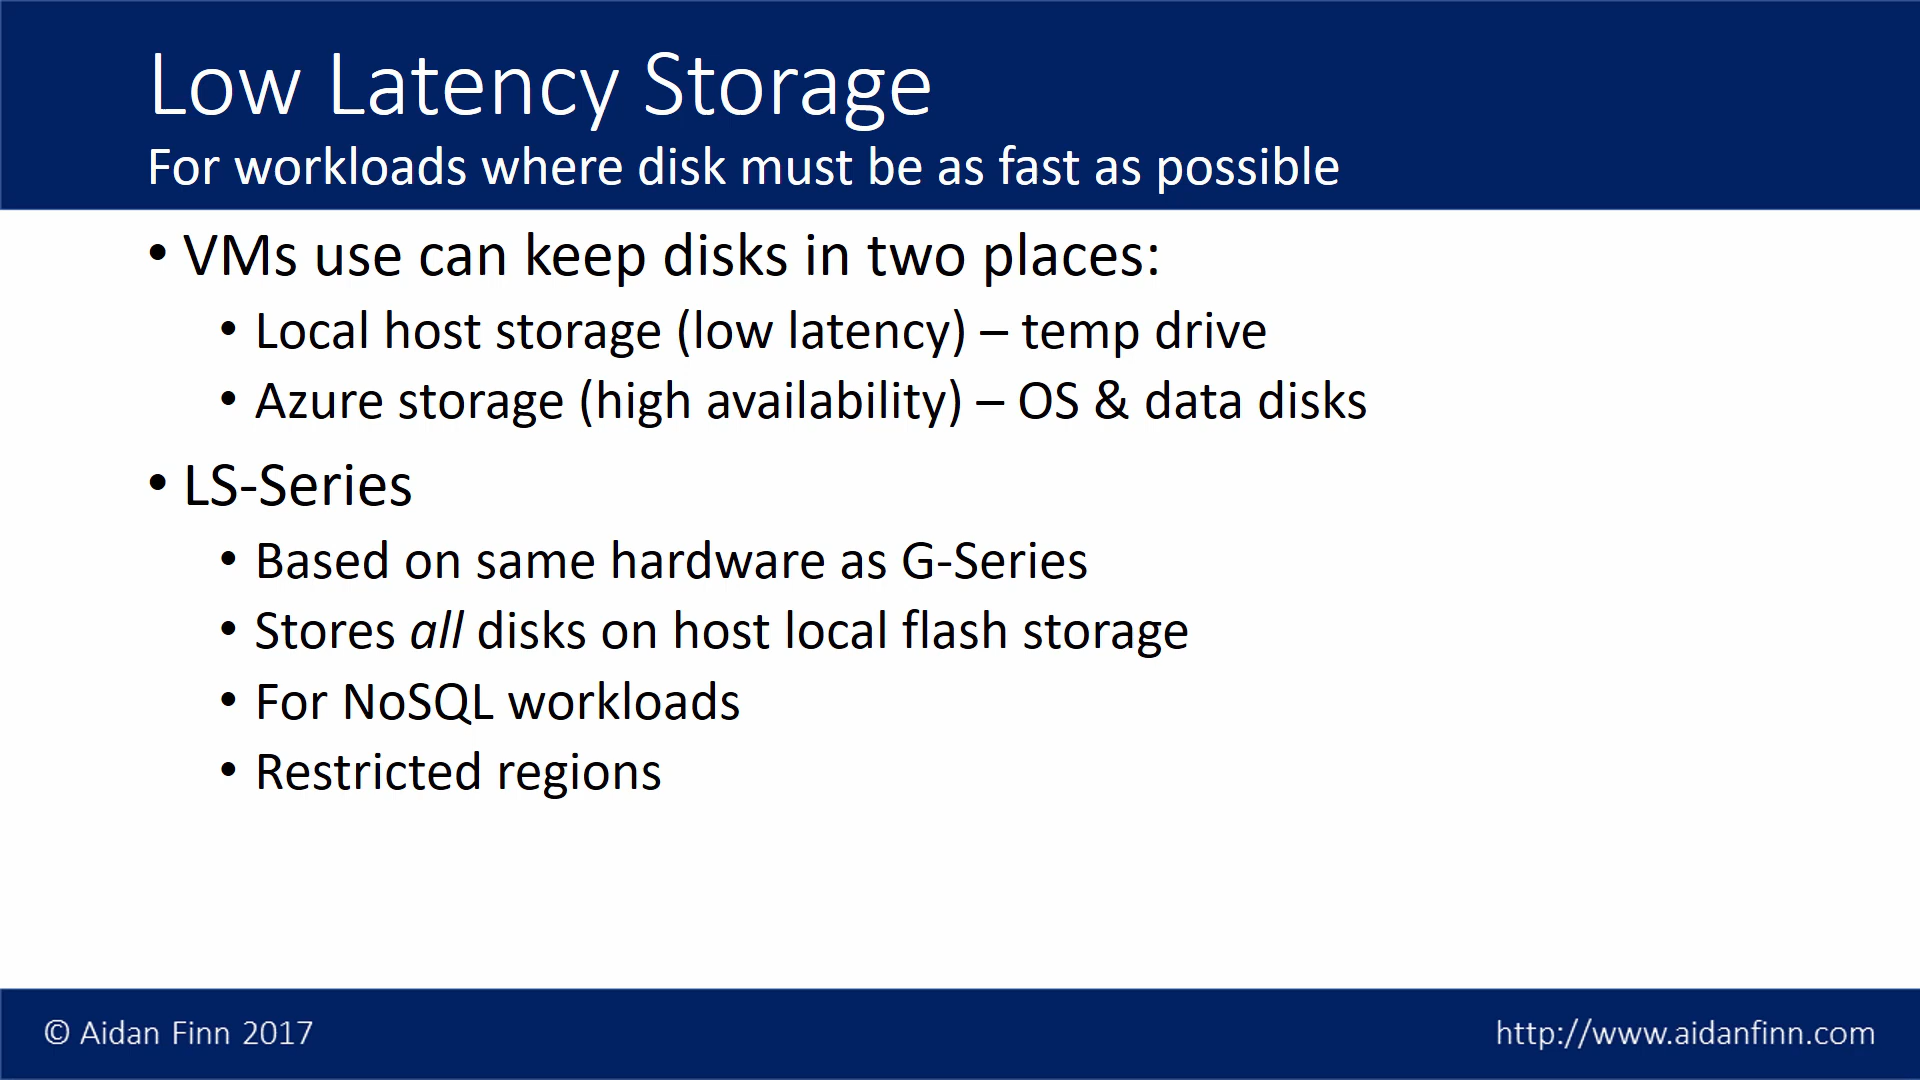 Low Latency Storage
For workloads where disk must be as fast as possible
• VMs use can keep disks in two places:
• Local host storage (low latency) – temp drive
• Azure storage (high availability) – OS & data disks
• LS-Series
• Based on same hardware as G-Series
• Stores all disks on host local flash storage
• For NoSQL workloads
• Restricted regions
© Aidan Finn 2017
http://www.aidanfinn.com